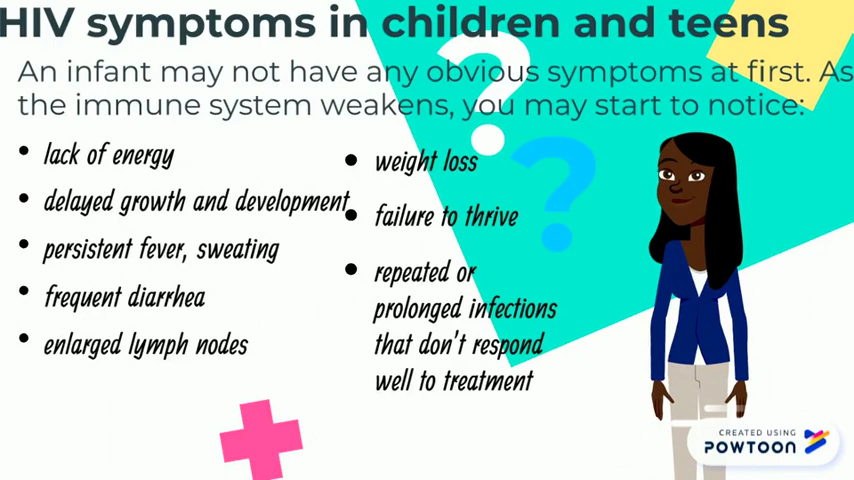 HIV symptoms in children and teens
An infant may not have any obvious symptoms at first. As
the immune system weakens, you may start to notice:
• lack of energy
• delayed growth and development
• persistent fever, sweating
• frequent diarrhea
• enlarged lymph nodes
• weight loss
• failure to thrive
• repeated or
prolonged infections
that don't respond
well to treatment
? 
?
CREATED USING
POWTOON